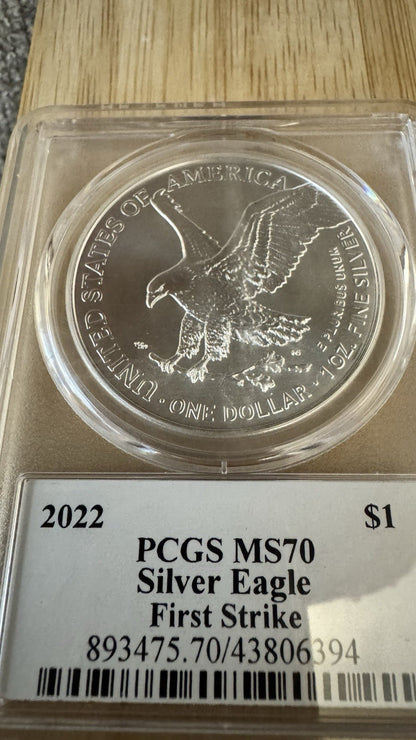 UNITED STATES OF AMERICA
E PLURIBUS UNUM
1 OZ. FINE SILVER
· ONE DOLLAR ·
2022 $1
PCGS MS70
Silver Eagle
First Strike
893475.70/43806394